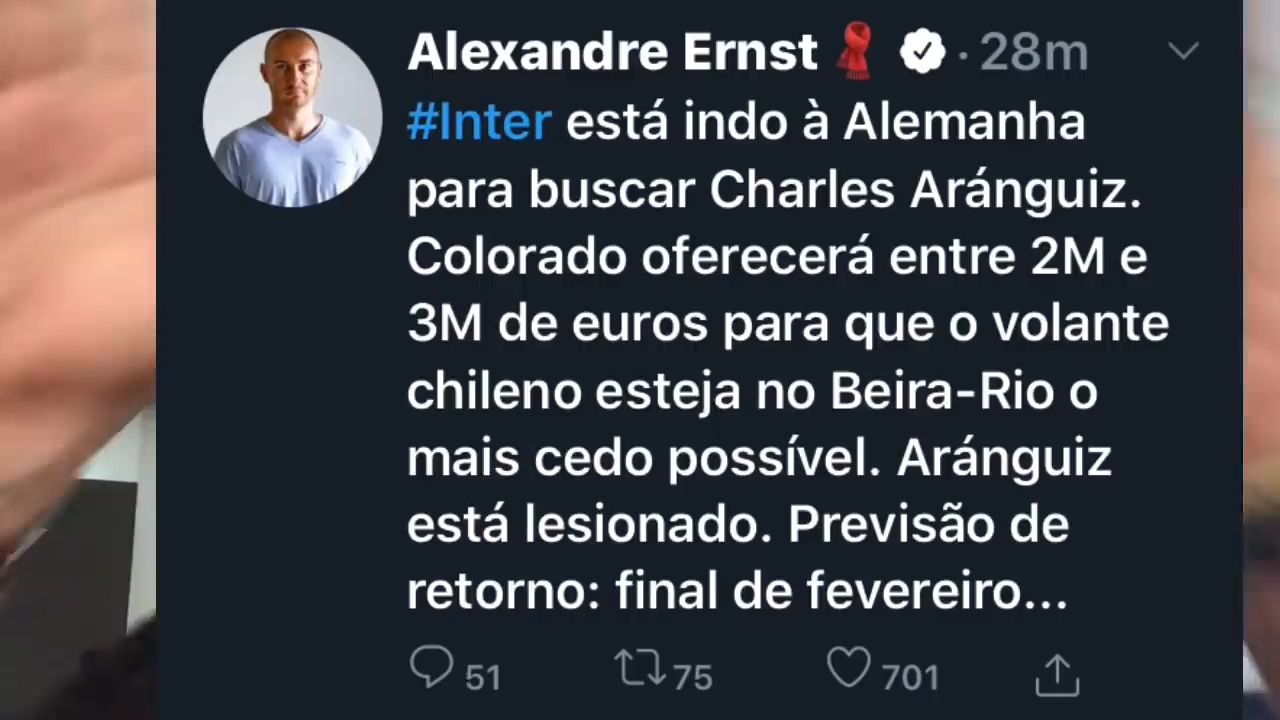 Alexandre Ernst 🧣 · 28m
#Inter está indo à Alemanha
para buscar Charles Aránguiz.
Colorado oferecerá entre 2M e
3M de euros para que o volante
chileno esteja no Beira-Rio o
mais cedo possível. Aránguiz
está lesionado. Previsão de
retorno: final de fevereiro...
51 75 701